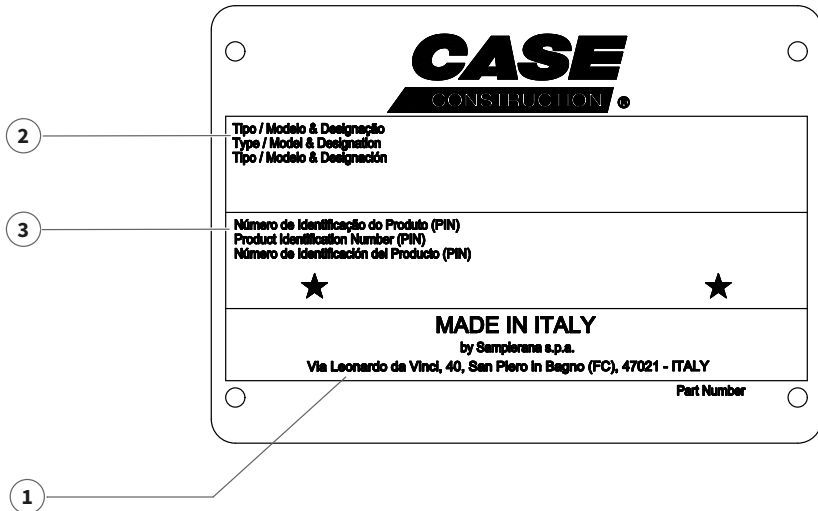 CASE
CONSTRUCTION ®
2
Tipo / Modelo & Designação
Type / Model & Designation
Tipo / Modelo & Designación
3
Número de Identificação do Produto (PIN)
Product Identification Number (PIN)
Número de Identificación del Producto (PIN)
MADE IN ITALY
by Sampierana s.p.a.
Via Leonardo da Vinci, 40, San Piero in Bagno (FC), 47021 - ITALY
Part Number
1